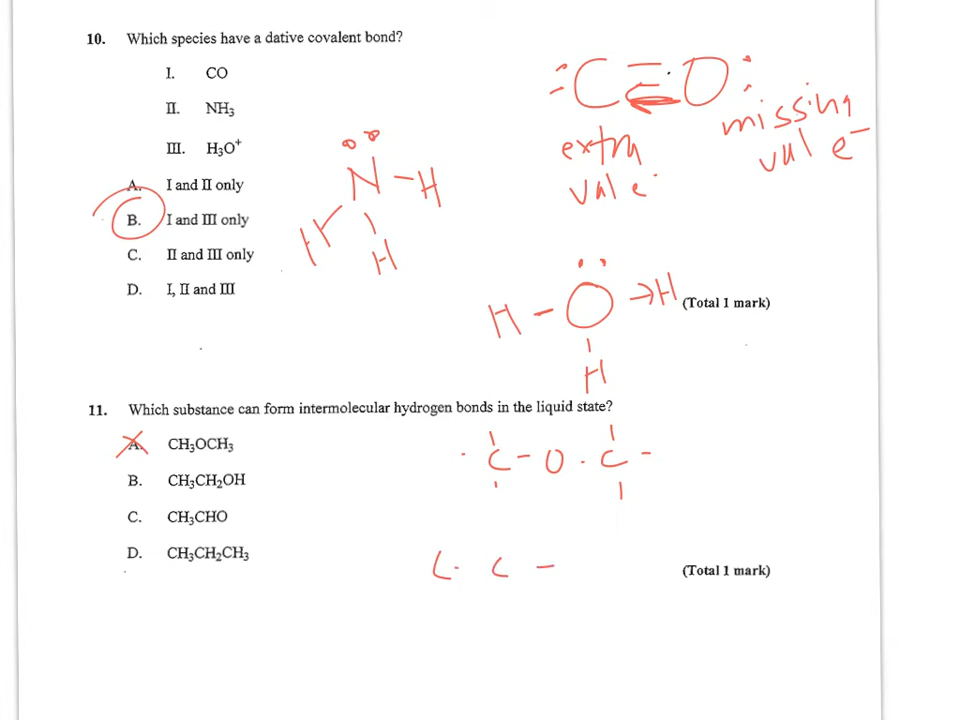 10. Which species have a dative covalent bond?
I. CO
II. NH₃
III. H₃O⁺
A. I and II only
B. I and III only
C. II and III only
D. I, II and III
(Total 1 mark)
:C≡O:
extra
val e⁻
missing
val e⁻
N-H
H
H
H-O→H
H
11. Which substance can form intermolecular hydrogen bonds in the liquid state?
A. CH₃OCH₃
B. CH₃CH₂OH
C. CH₃CHO
D. CH₃CH₂CH₃
(Total 1 mark)
C-O-C-
C-C-